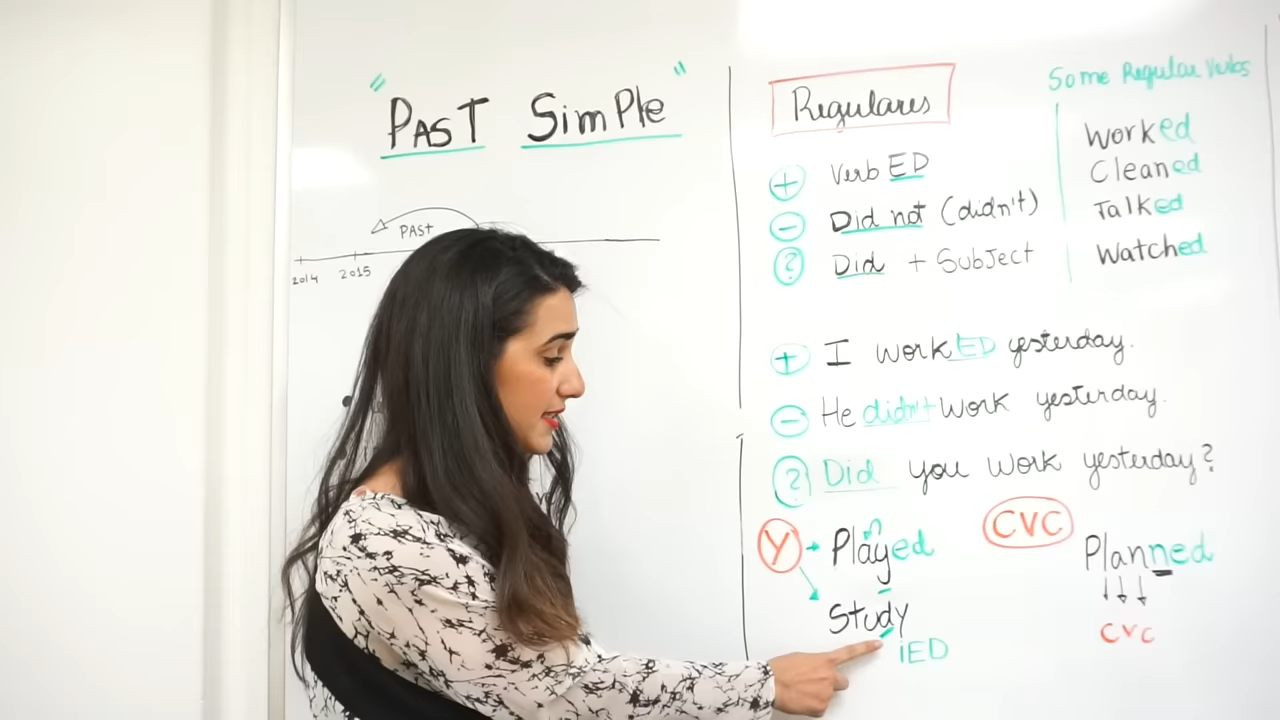 "PAST SimPle"
PAST
2014 2015
Regulares
+ Verb ED
- Did not (didn't)
? Did + Subject
Some Regular Verbs
Worked
Cleaned
Talked
Watched
+ I workED yesterday.
- He didn't work yesterday.
? Did you work yesterday?
Y → Played
Study
iED
CVC
Planned
CVC